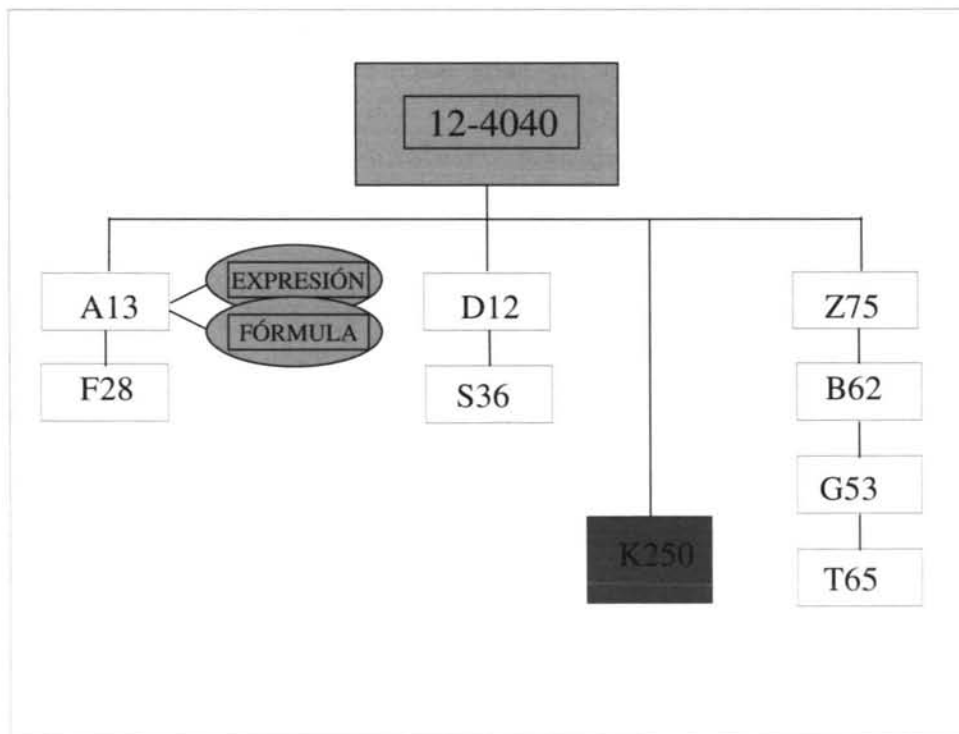 12-4040
EXPRESIÓN
A13
D12
Z75
FÓRMULA
F28
S36
B62
G53
K250
T65